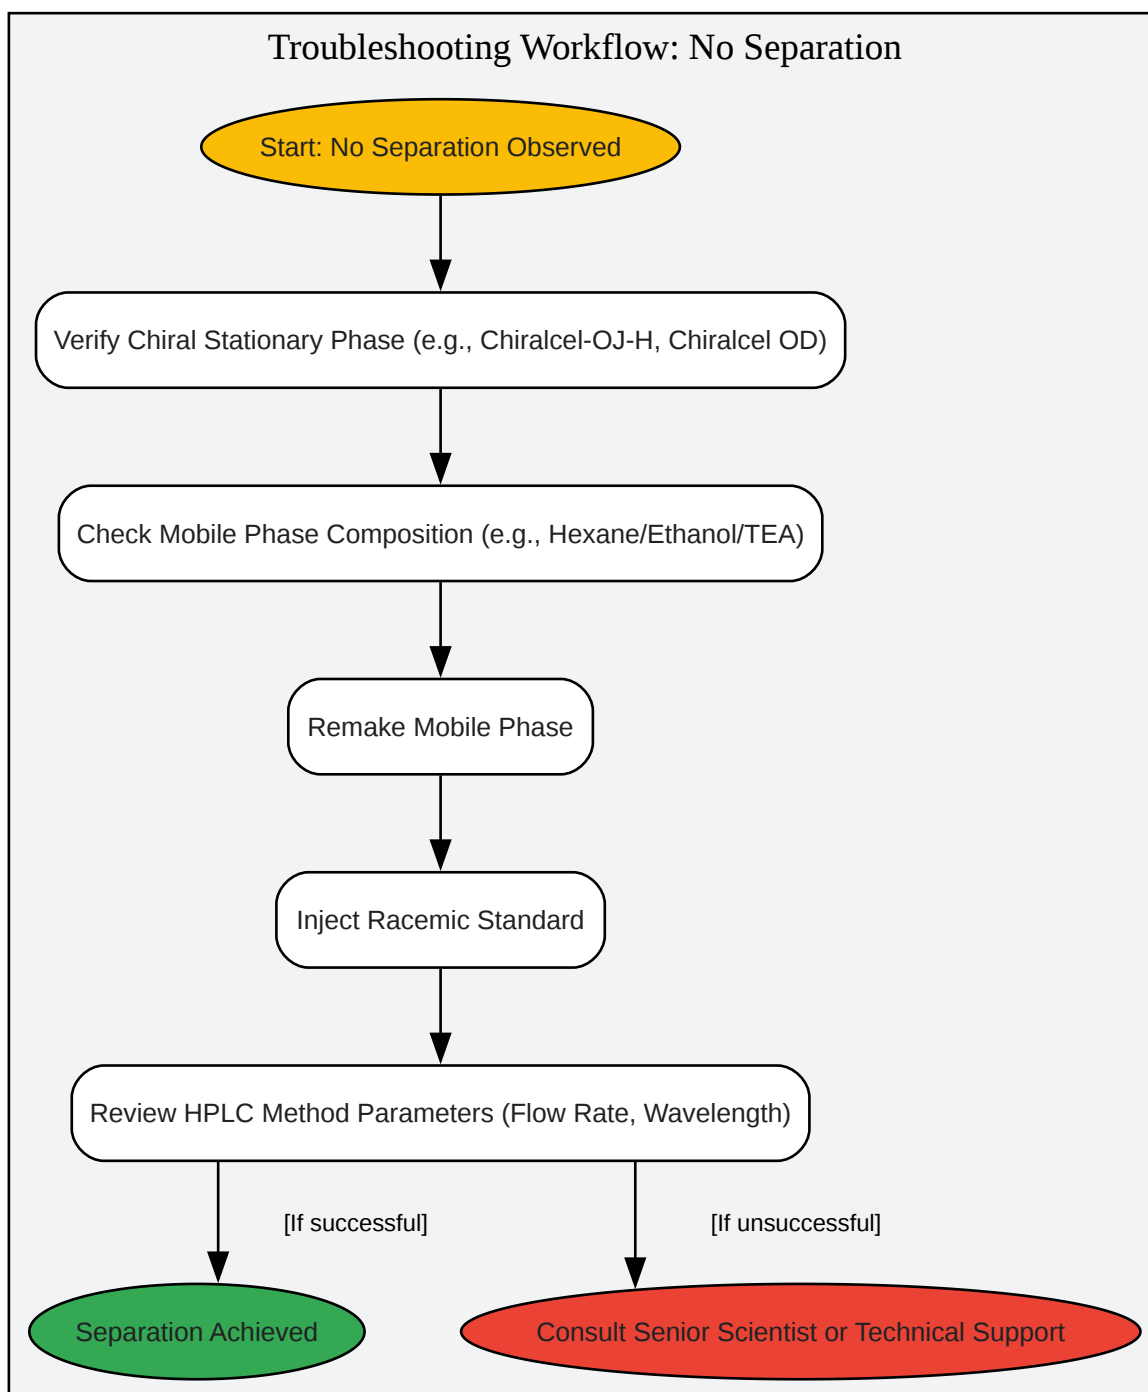 Troubleshooting Workflow: No Separation
Start: No Separation Observed
Verify Chiral Stationary Phase (e.g., Chiralcel-OJ-H, Chiralcel OD)
Check Mobile Phase Composition (e.g., Hexane/Ethanol/TEA)
Remake Mobile Phase
Inject Racemic Standard
Review HPLC Method Parameters (Flow Rate, Wavelength)
[If successful]
[If unsuccessful]
Separation Achieved
Consult Senior Scientist or Technical Support